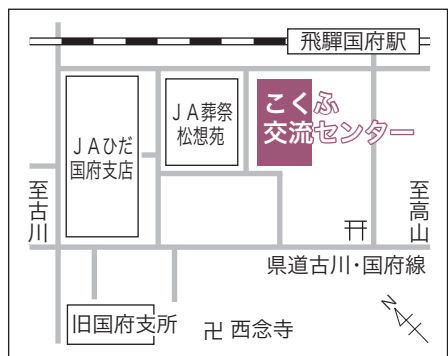 飛騨国府駅
こくふ
交流センター
ＪＡ葬祭
松想苑
ＪＡひだ
国府支店
至古川
至高山
県道古川・国府線
旧国府支所
卍 西念寺
N